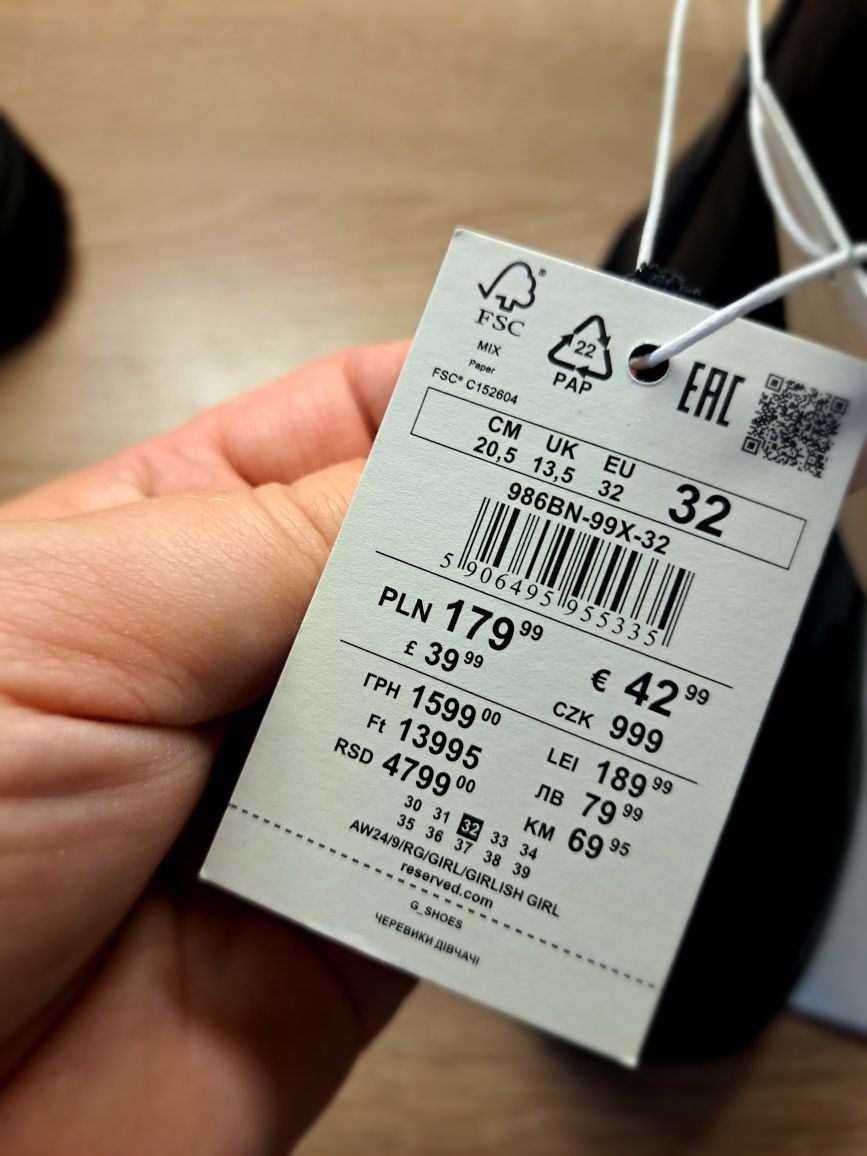 FSC®
MIX
Paper
FSC® C152604
22
PAP
EAC
CM UK EU
20,5 13,5 32 32
986BN-99X-32
5 906495 955335
PLN 179 99 € 42 99
£ 39 99 CZK 999
ГРН 1599 00 LEI 189 99
Ft 13995 ЛВ 79 99
RSD 4799 00 KM 69 95
30 31 32 33 34
35 36 37 38 39
AW24/9/RG/GIRL/GIRLISH GIRL
reserved.com
G_SHOES
ЧЕРЕВИКИ ДІВЧАЧІ